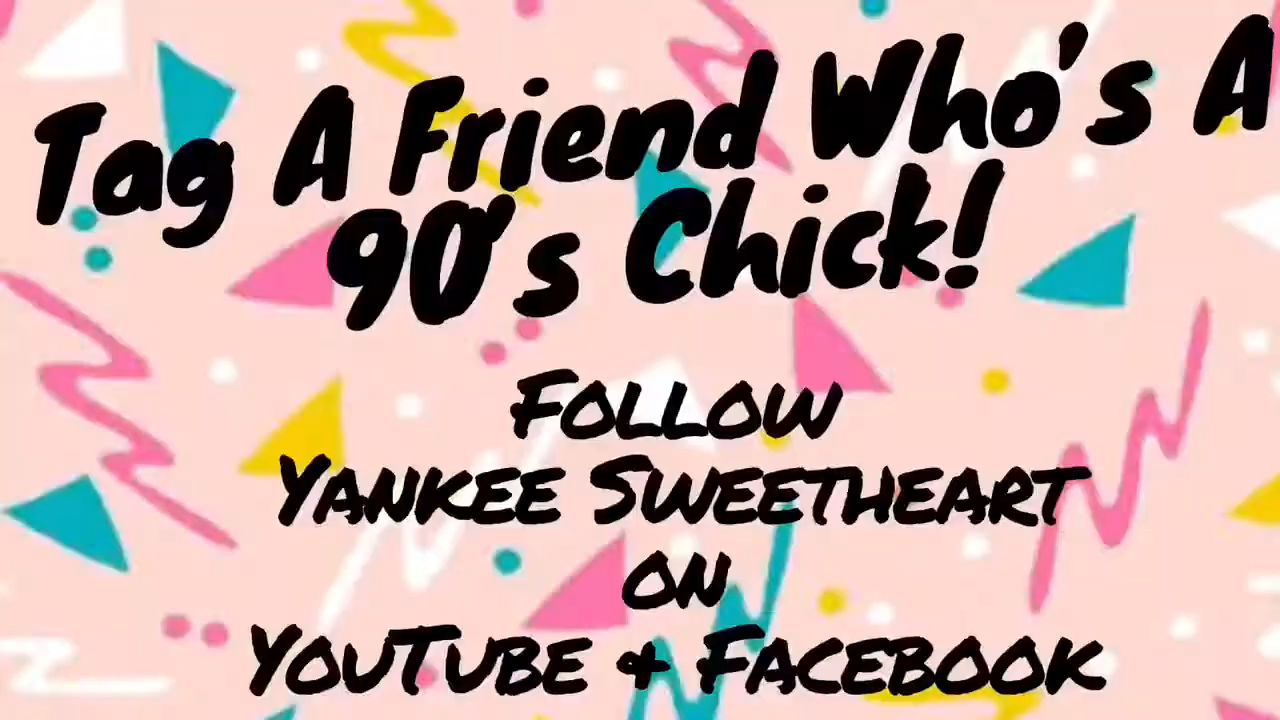 Tag A Friend Who's A
90's Chick!
Follow
Yankee Sweetheart
on
YouTube & Facebook